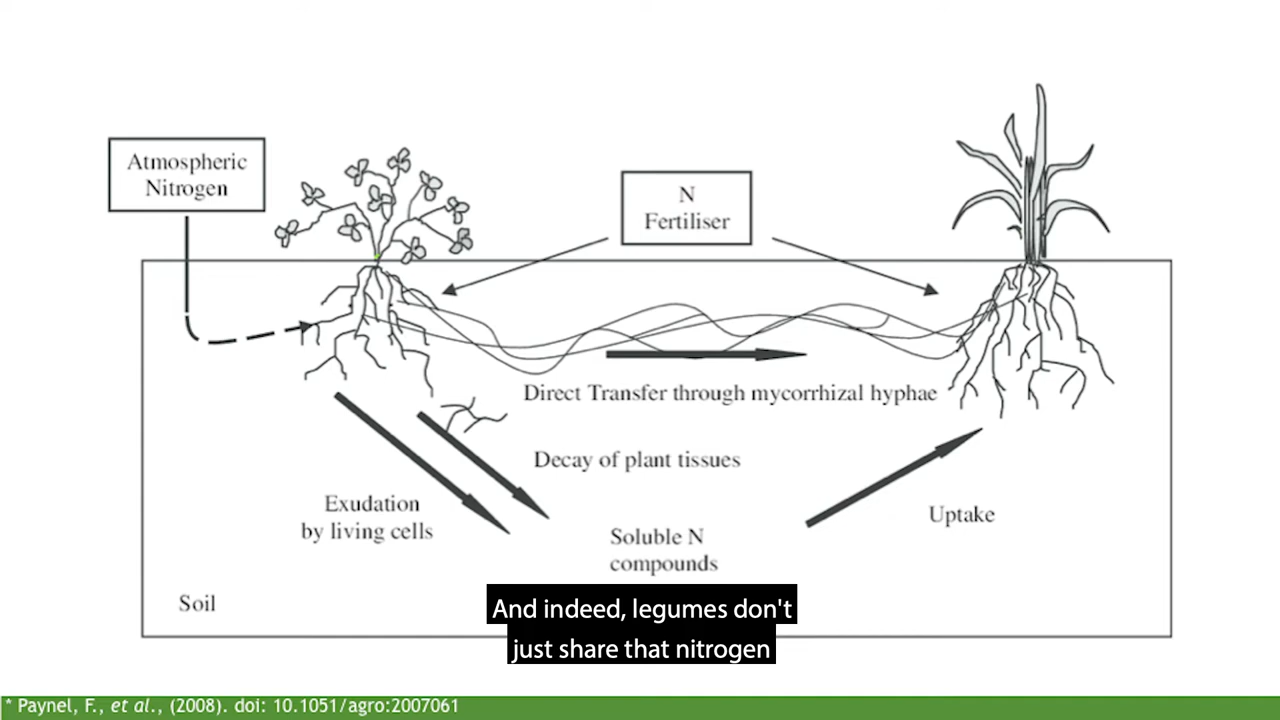 Atmospheric
Nitrogen
N
Fertiliser
Direct Transfer through mycorrhizal hyphae
Decay of plant tissues
Exudation
by living cells
Soluble N
compounds
Uptake
Soil
And indeed, legumes don't
just share that nitrogen
* Paynel, F., et al., (2008). doi: 10.1051/agro:2007061